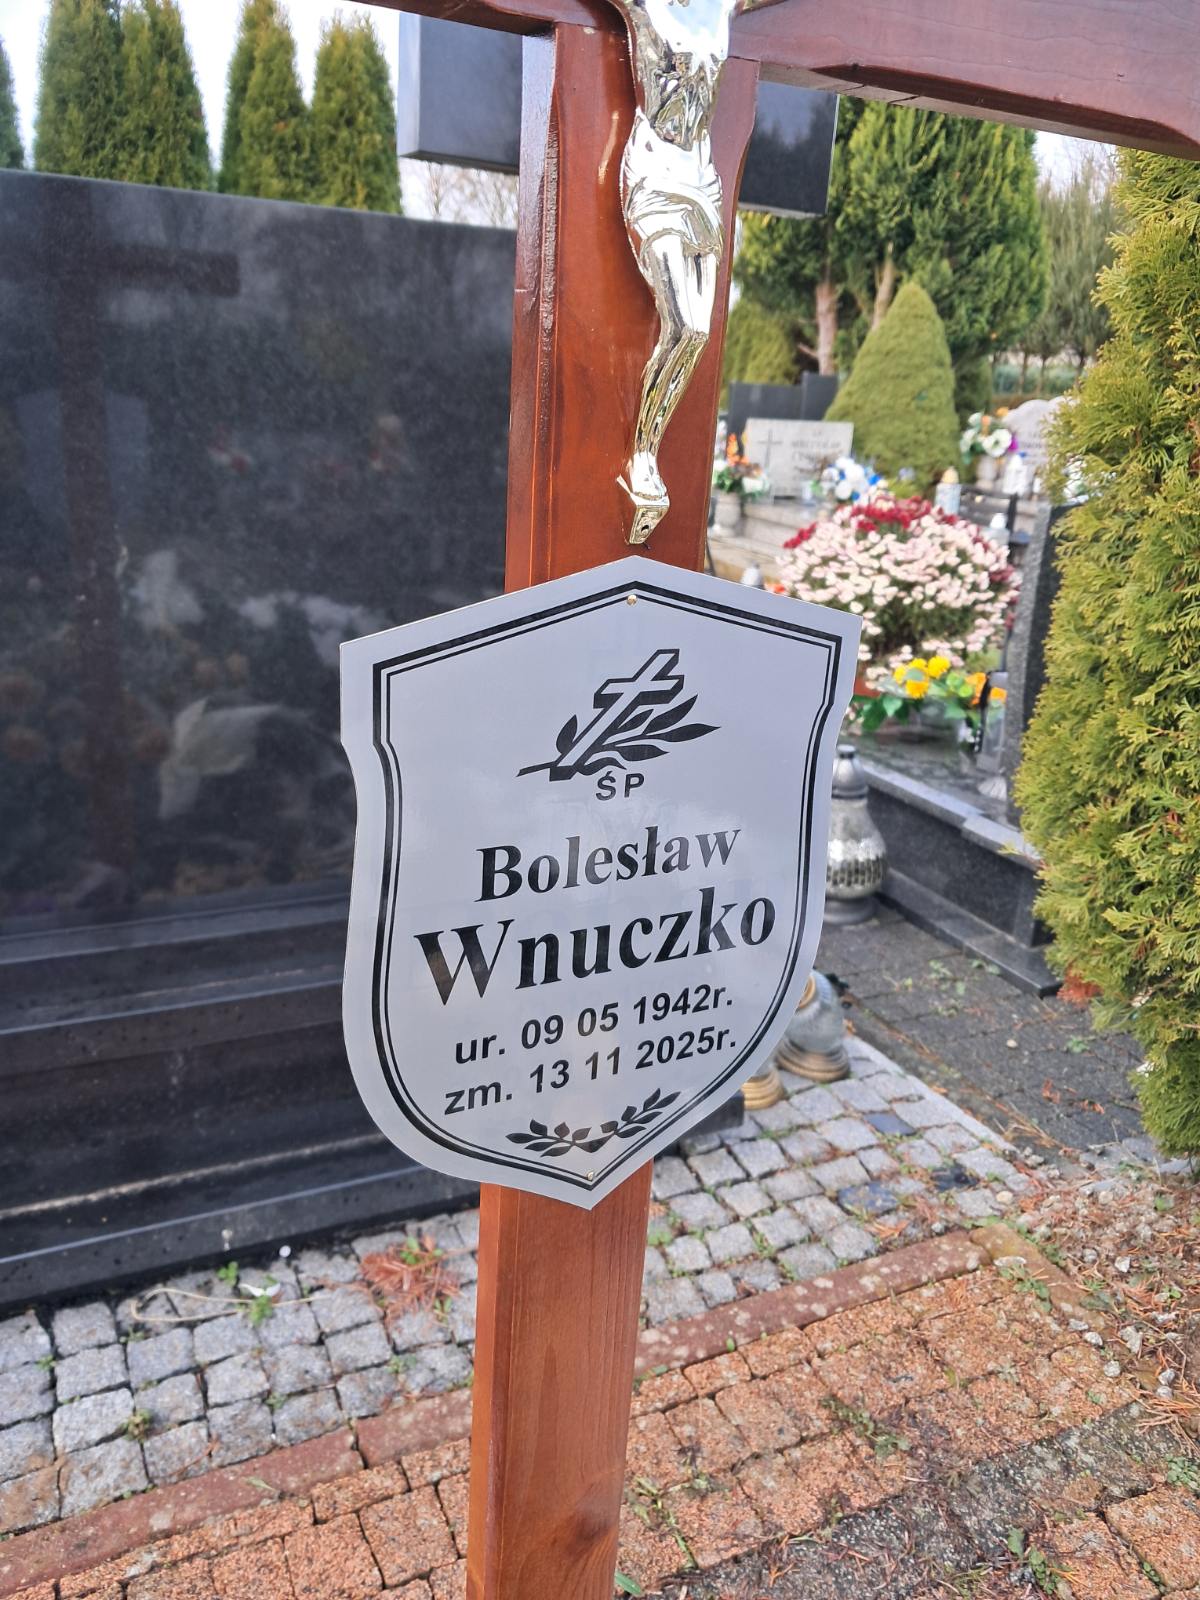 ŚP
Bolesław
Wnuczko
ur. 09 05 1942r.
zm. 13 11 2025r.